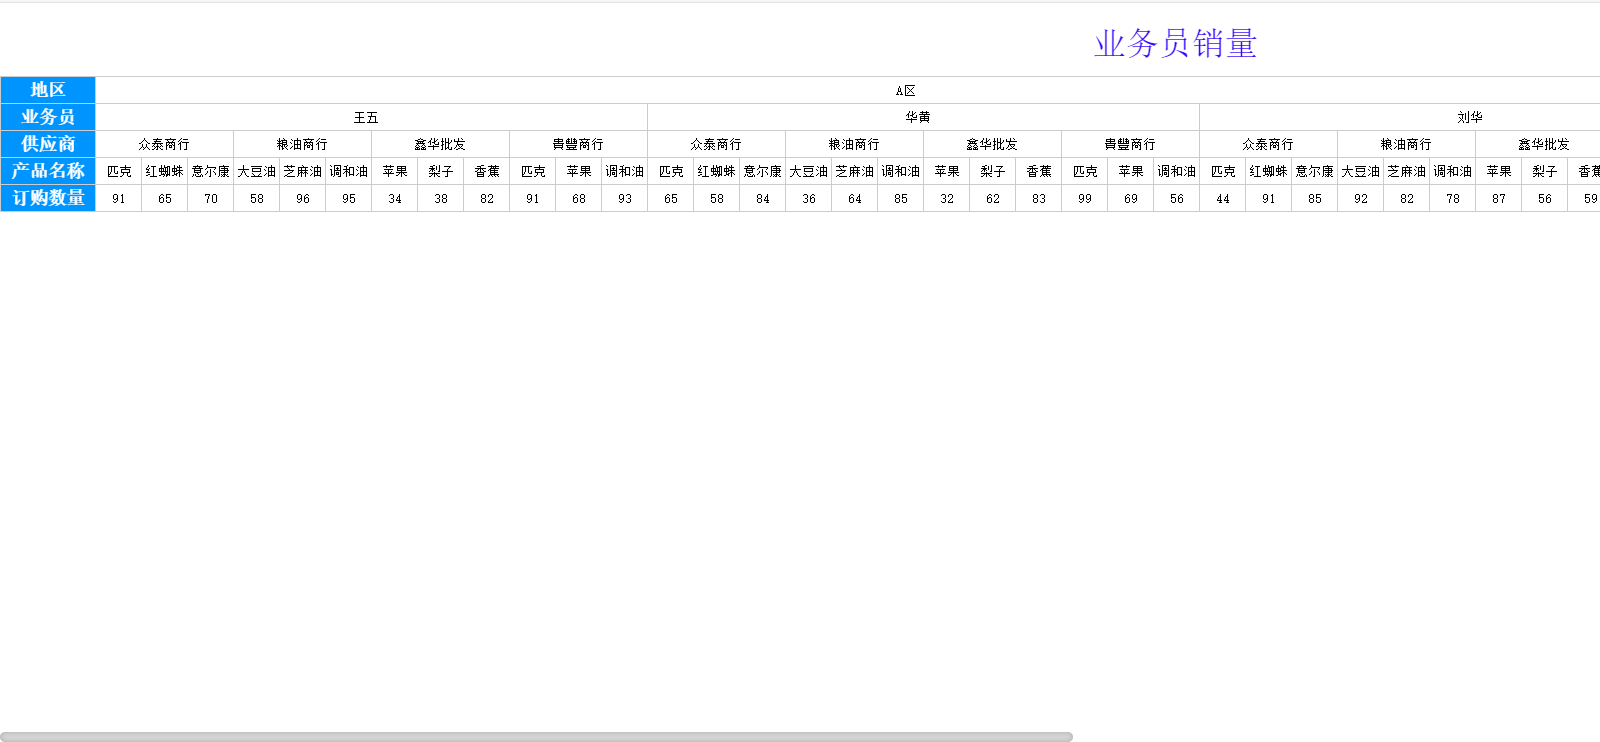 业务员销量
地区 A区
业务员 王五 华黄 刘华
供应商 众泰商行 粮油商行 鑫华批发 貴豐商行 众泰商行 粮油商行 鑫华批发 貴豐商行 众泰商行 粮油商行 鑫华批发
产品名称 匹克 红蜘蛛 意尔康 大豆油 芝麻油 调和油 苹果 梨子 香蕉 匹克 苹果 调和油 匹克 红蜘蛛 意尔康 大豆油 芝麻油 调和油 苹果 梨子 香蕉 匹克 苹果 调和油 匹克 红蜘蛛 意尔康 大豆油 芝麻油 调和油 苹果 梨子 香蕉
订购数量 91 65 70 58 96 95 34 38 82 91 68 93 65 58 84 36 64 85 32 62 83 99 69 56 44 91 85 92 82 78 87 56 59